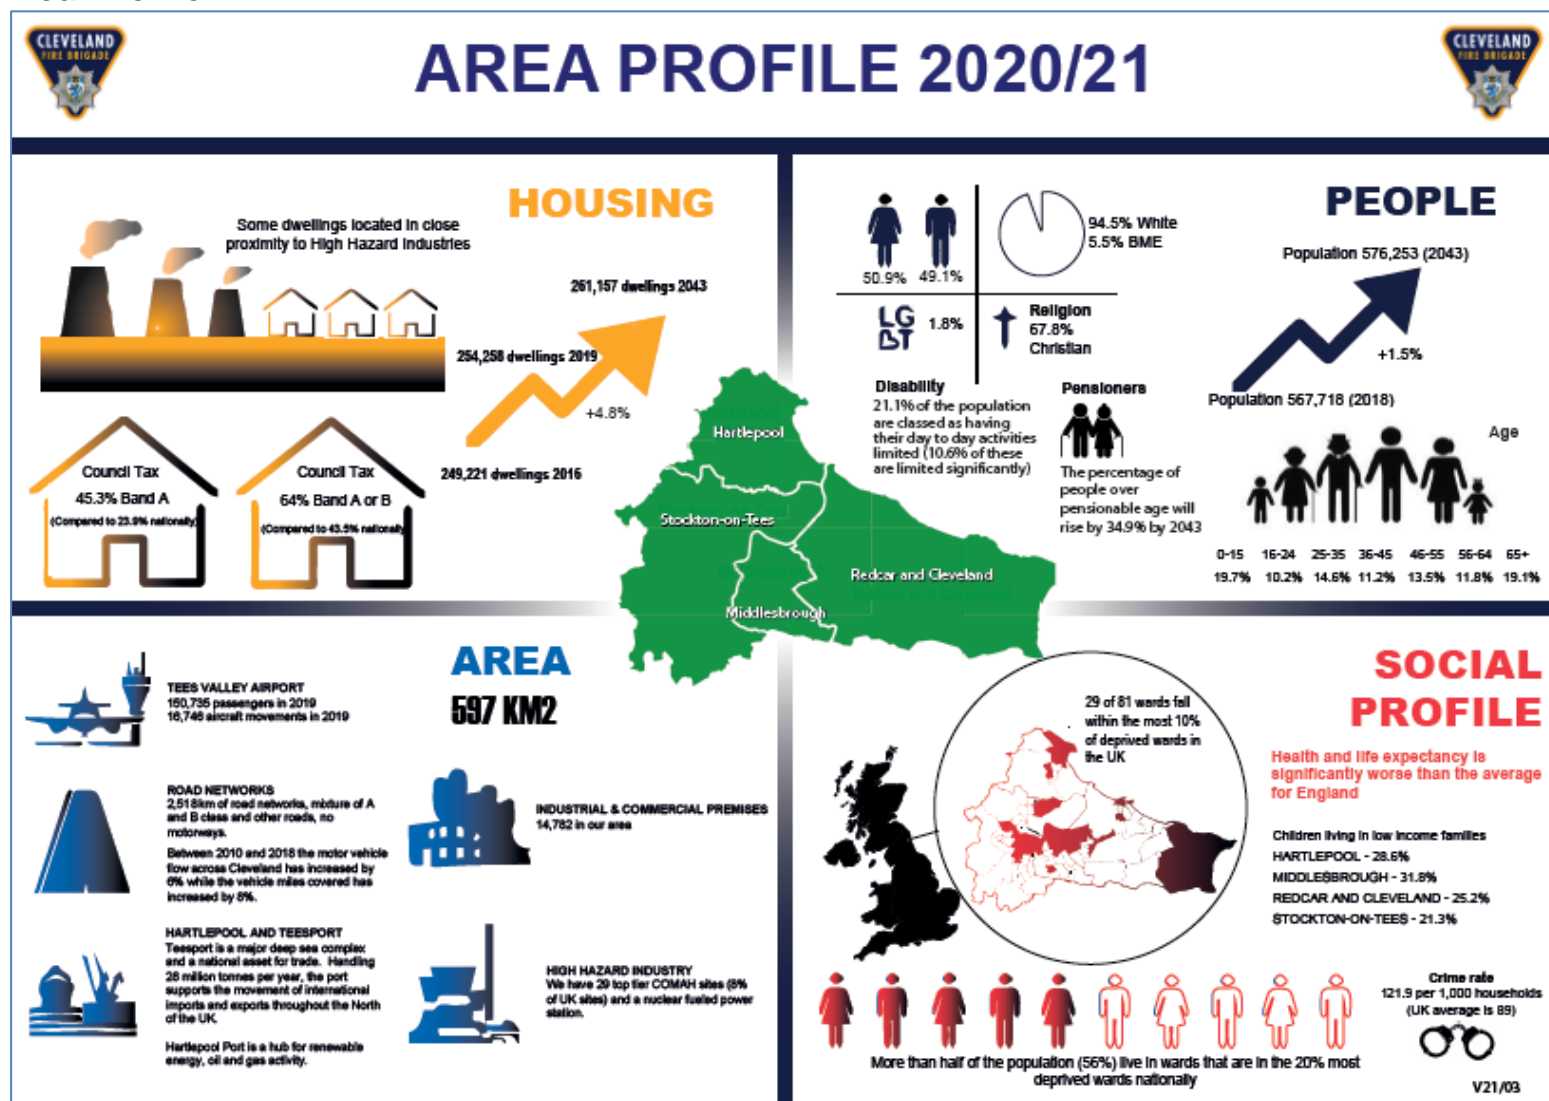 CLEVELAND
FIRE BRIGADE
AREA PROFILE 2020/21
CLEVELAND
FIRE BRIGADE
HOUSING
Some dwellings located in close
proximity to High Hazard Industries
261,157 dwellings 2043
254,258 dwellings 2019
+4.8%
249,221 dwellings 2016
Council Tax
45.3% Band A
(Compared to 23.9% nationally)
Council Tax
64% Band A or B
(Compared to 43.5% nationally)
PEOPLE
50.9%
49.1%
94.5% White
5.5% BME
LG
BT
1.8%
Religion
67.8%
Christian
Population 576,253 (2043)
+1.5%
Population 567,718 (2018)
Disability
21.1% of the population
are classed as having
their day to day activities
limited (10.6% of these
are limited significantly)
Pensioners
The percentage of
people over
pensionable age will
rise by 34.9% by 2043
Age
0-15 16-24 25-35 36-45 46-55 56-64 65+
19.7% 10.2% 14.6% 11.2% 13.5% 11.8% 19.1%
Hartlepool
Stockton-on-Tees
Redcar and Cleveland
Redcar and Cleveland
Middlesbrough
AREA
597 KM2
TEES VALLEY AIRPORT
150,735 passengers in 2019
16,746 aircraft movements in 2019
ROAD NETWORKS
2,518km of road networks, mixture of A
and B class and other roads, no
motorways.
Between 2010 and 2018 the motor vehicle
flow across Cleveland has increased by
6% while the vehicle miles covered has
increased by 8%.
HARTLEPOOL AND TEESPORT
Teesport is a major deep sea complex
and a national asset for trade. Handling
28 million tonnes per year, the port
supports the movement of international
imports and exports throughout the North
of the UK.
Hartlepool Port is a hub for renewable
energy, oil and gas activity.
INDUSTRIAL & COMMERCIAL PREMISES
14,782 in our area
HIGH HAZARD INDUSTRY
We have 29 top tier COMAH sites (8%
of UK sites) and a nuclear fueled power
station.
SOCIAL
PROFILE
29 of 81 wards fall
within the most 10%
of deprived wards in
the UK
Health and life expectancy is
significantly worse than the average
for England
Children living in low income families
HARTLEPOOL - 28.6%
MIDDLESBROUGH - 31.8%
REDCAR AND CLEVELAND - 25.2%
STOCKTON-ON-TEES - 21.3%
Crime rate
121.9 per 1,000 households
(UK average is 89)
More than half of the population (56%) live in wards that are in the 20% most
deprived wards nationally
V21/03